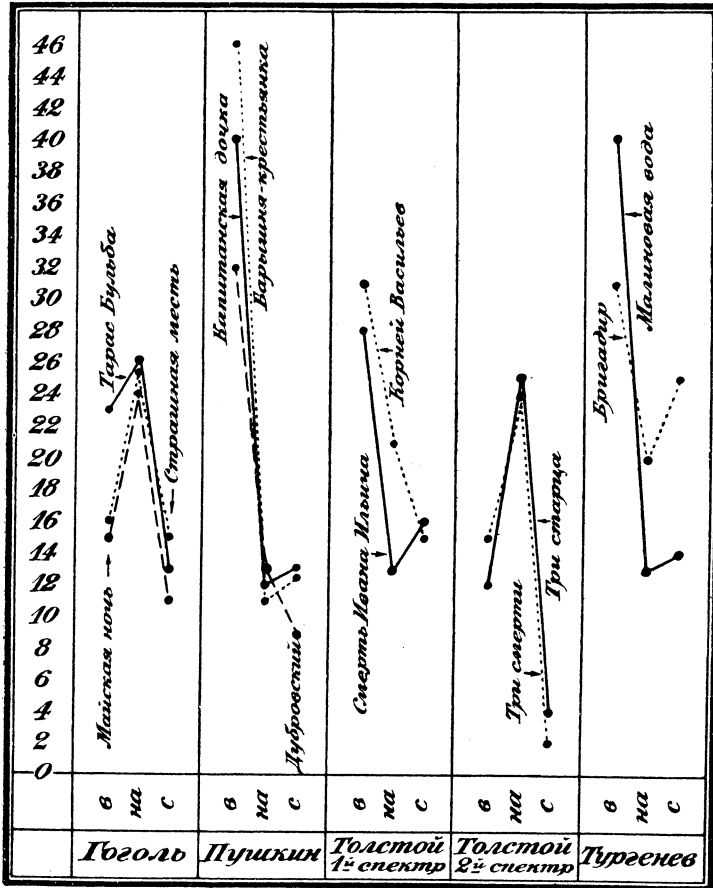 46
44
42
40
38
36
34
32
30
28
26
24
22
20
18
16
14
12
10
8
6
4
2
0
Тарас Бульба
Страшная месть
Майская ночь
Капитанская дочка
Барышня-крестьянка
Дубровский
Корней Васильев
Смерть Ивана Ильича
Три смерти
Три старца
Бригадир
Малиновая вода
в на с
в на с
в на с
в на с
в на с
Гоголь
Пушкин
Толстой
1й спектр
Толстой
2й спектр
Тургенев